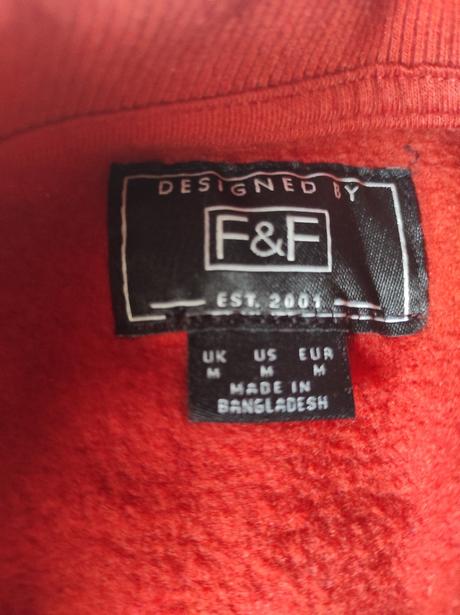 DESIGNED BY
F&F
EST. 2001
UK US EUR
M M M
MADE IN
BANGLADESH